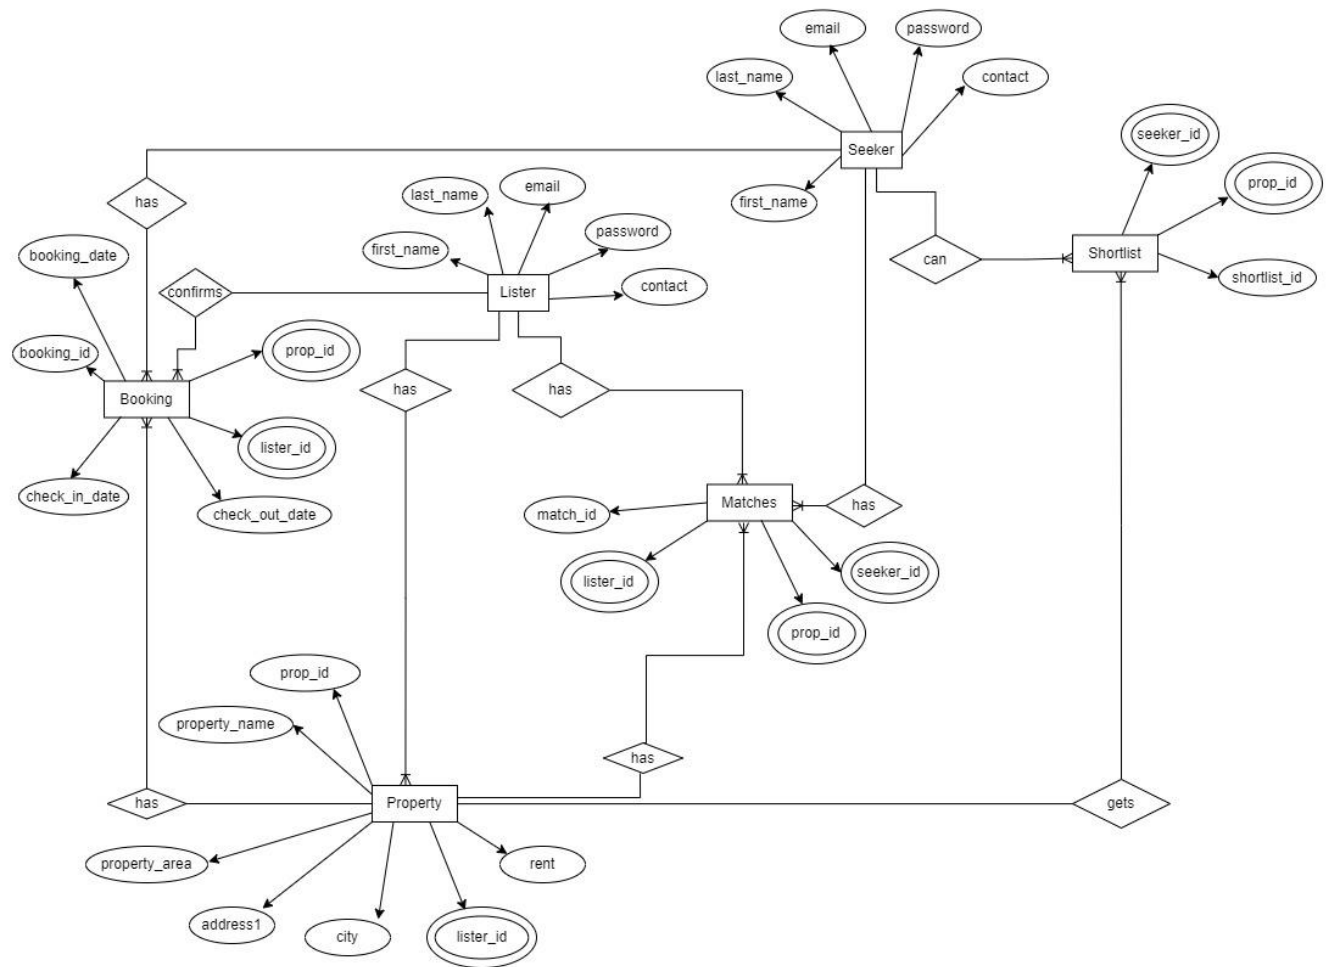 email
password
last_name
contact
Seeker
seeker_id
first_name
prop_id
has
last_name
email
booking_date
first_name
password
can
Shortlist
shortlist_id
confirms
Lister
contact
booking_id
prop_id
Booking
has
has
lister_id
check_in_date
check_out_date
match_id
Matches
has
lister_id
seeker_id
prop_id
prop_id
property_name
has
has
Property
gets
property_area
rent
address1
city
lister_id